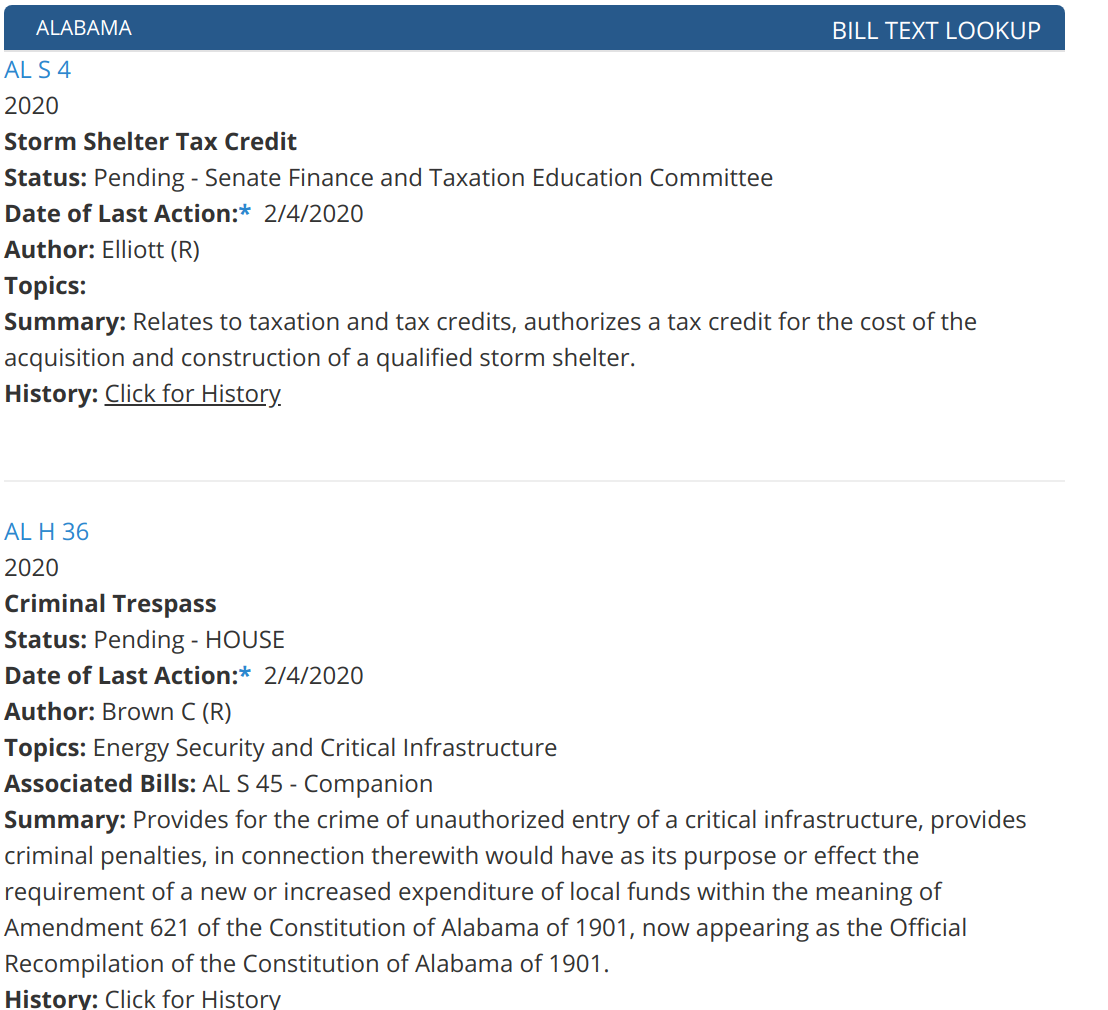 ALABAMA BILL TEXT LOOKUP
AL S 4
2020
Storm Shelter Tax Credit
Status: Pending - Senate Finance and Taxation Education Committee
Date of Last Action:* 2/4/2020
Author: Elliott (R)
Topics:
Summary: Relates to taxation and tax credits, authorizes a tax credit for the cost of the
acquisition and construction of a qualified storm shelter.
History: Click for History
AL H 36
2020
Criminal Trespass
Status: Pending - HOUSE
Date of Last Action:* 2/4/2020
Author: Brown C (R)
Topics: Energy Security and Critical Infrastructure
Associated Bills: AL S 45 - Companion
Summary: Provides for the crime of unauthorized entry of a critical infrastructure, provides
criminal penalties, in connection therewith would have as its purpose or effect the
requirement of a new or increased expenditure of local funds within the meaning of
Amendment 621 of the Constitution of Alabama of 1901, now appearing as the Official
Recompilation of the Constitution of Alabama of 1901.
History: Click for History